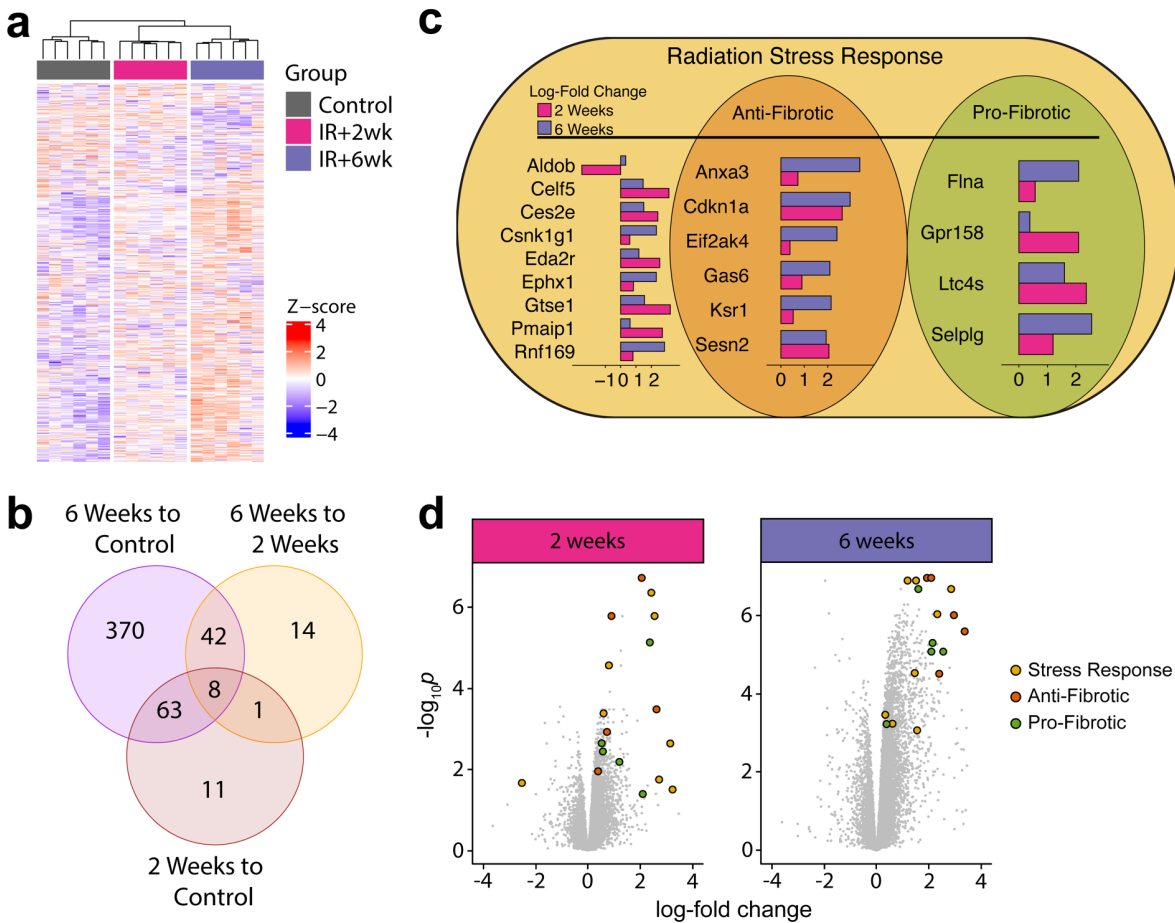 a
Group
Control
IR+2wk
IR+6wk
Z−score
4
2
0
−2
−4
b
6 Weeks to
Control
6 Weeks to
2 Weeks
370
42
14
8
63
1
11
2 Weeks to
Control
c
Radiation Stress Response
Log-Fold Change
2 Weeks
6 Weeks
Aldob
Celf5
Ces2e
Csnk1g1
Eda2r
Ephx1
Gtse1
Pmaip1
Rnf169
−1 0 1 2
Anti-Fibrotic
Anxa3
Cdkn1a
Eif2ak4
Gas6
Ksr1
Sesn2
0 1 2
Pro-Fibrotic
Flna
Gpr158
Ltc4s
Selplg
0 1 2
d
2 weeks
6 weeks
-log10p
6
4
2
0
-4 -2 0 2 4
6
4
2
0
-4 -2 0 2 4
log-fold change
Stress Response
Anti-Fibrotic
Pro-Fibrotic